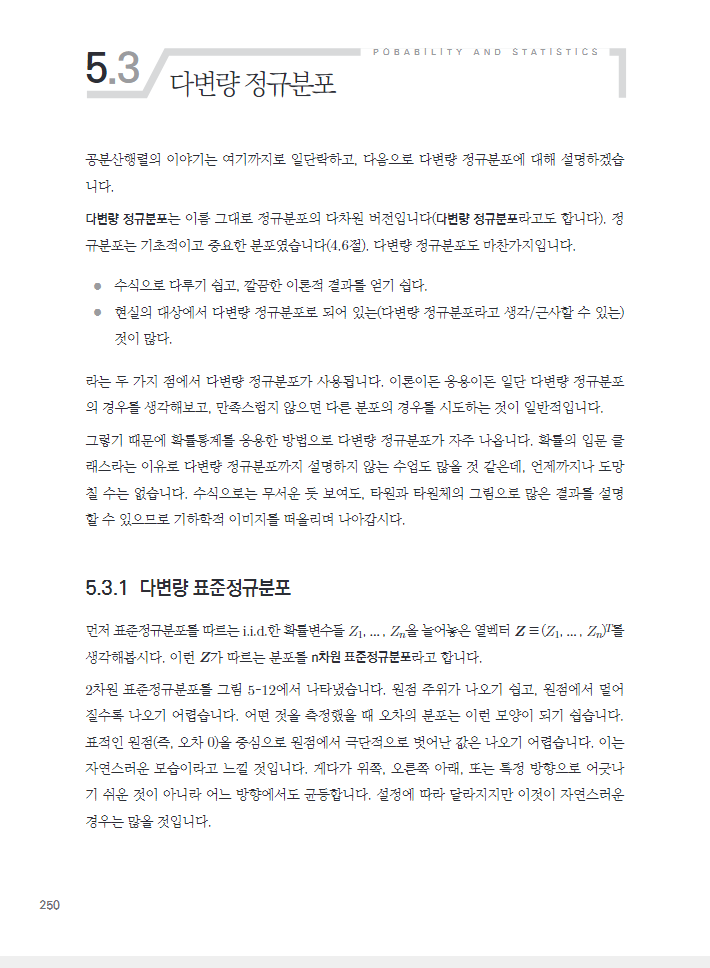 5.3
POBABILITY AND STATISTICS
다변량 정규분포
공분산행렬의 이야기는 여기까지로 일단락하고, 다음으로 다변량 정규분포에 대해 설명하겠습
니다.
다변량 정규분포는 이름 그대로 정규분포의 다차원 버전입니다(다변량 정규분포라고도 합니다). 정
규분포는 기초적이고 중요한 분포였습니다(4.6절). 다변량 정규분포도 마찬가지입니다.
● 수식으로 다루기 쉽고, 깔끔한 이론적 결과를 얻기 쉽다.
● 현실의 대상에서 다변량 정규분포로 되어 있는(다변량 정규분포라고 생각/근사할 수 있는)
것이 많다.
라는 두 가지 점에서 다변량 정규분포가 사용됩니다. 이론이든 응용이든 일단 다변량 정규분포
의 경우를 생각해보고, 만족스럽지 않으면 다른 분포의 경우를 시도하는 것이 일반적입니다.
그렇기 때문에 확률통계를 응용한 방법으로 다변량 정규분포가 자주 나옵니다. 확률의 입문 클
래스라는 이유로 다변량 정규분포까지 설명하지 않는 수업도 많을 것 같은데, 언제까지나 도망
칠 수는 없습니다. 수식으로는 무서운 듯 보여도, 타원과 타원체의 그림으로 많은 결과를 설명
할 수 있으므로 기하학적 이미지를 떠올리며 나아갑시다.
5.3.1 다변량 표준정규분포
먼저 표준정규분포를 따르는 i.i.d.한 확률변수들 Z₁, ... , Zₙ을 늘어놓은 열벡터 Z ≡ (Z₁, ... , Zₙ)ᵀ를
생각해봅시다. 이런 Z가 따르는 분포를 n차원 표준정규분포라고 합니다.
2차원 표준정규분포를 그림 5-12에서 나타냈습니다. 원점 주위가 나오기 쉽고, 원점에서 멀어
질수록 나오기 어렵습니다. 어떤 것을 측정했을 때 오차의 분포는 이런 모양이 되기 쉽습니다.
표적인 원점(즉, 오차 0)을 중심으로 원점에서 극단적으로 벗어난 값은 나오기 어렵습니다. 이는
자연스러운 모습이라고 느낄 것입니다. 게다가 위쪽, 오른쪽 아래, 또는 특정 방향으로 어긋나
기 쉬운 것이 아니라 어느 방향에서도 균등합니다. 설정에 따라 달라지지만 이것이 자연스러운
경우는 많을 것입니다.
250